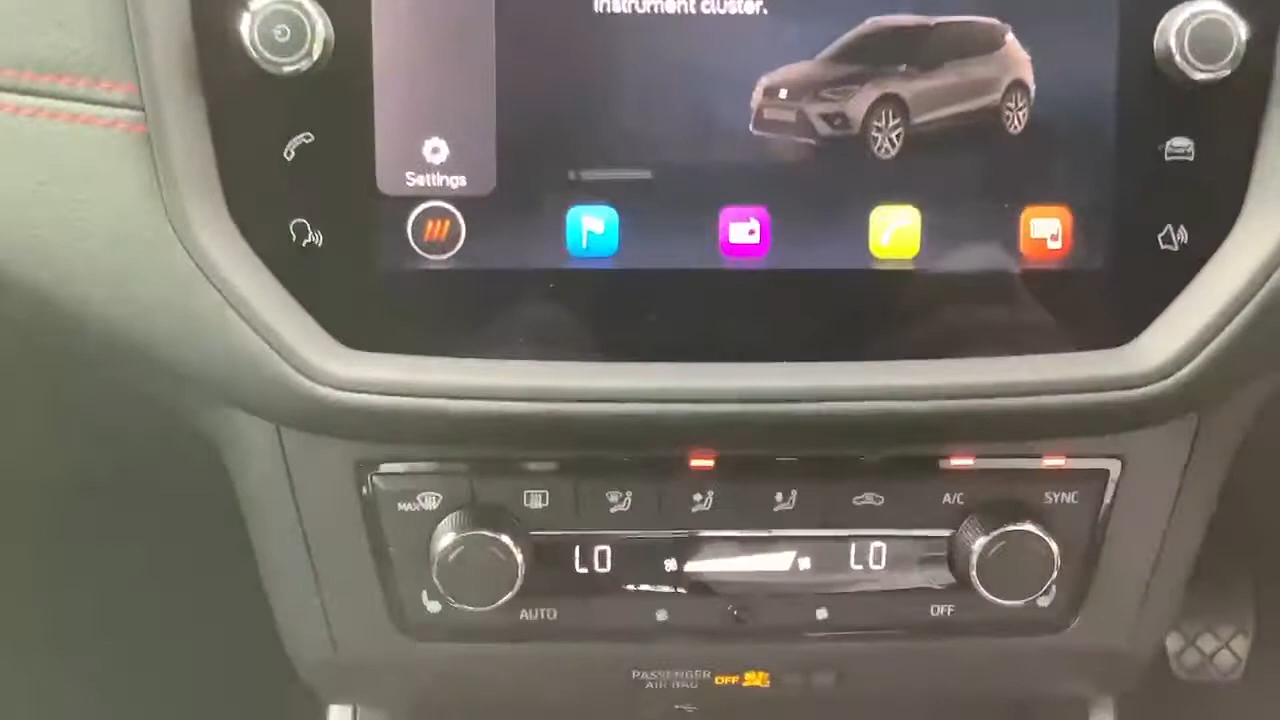 instrument cluster.
Settings
MAX
A/C
SYNC
LO
LO
AUTO
OFF
PASSENGER
AIR BAG
OFF